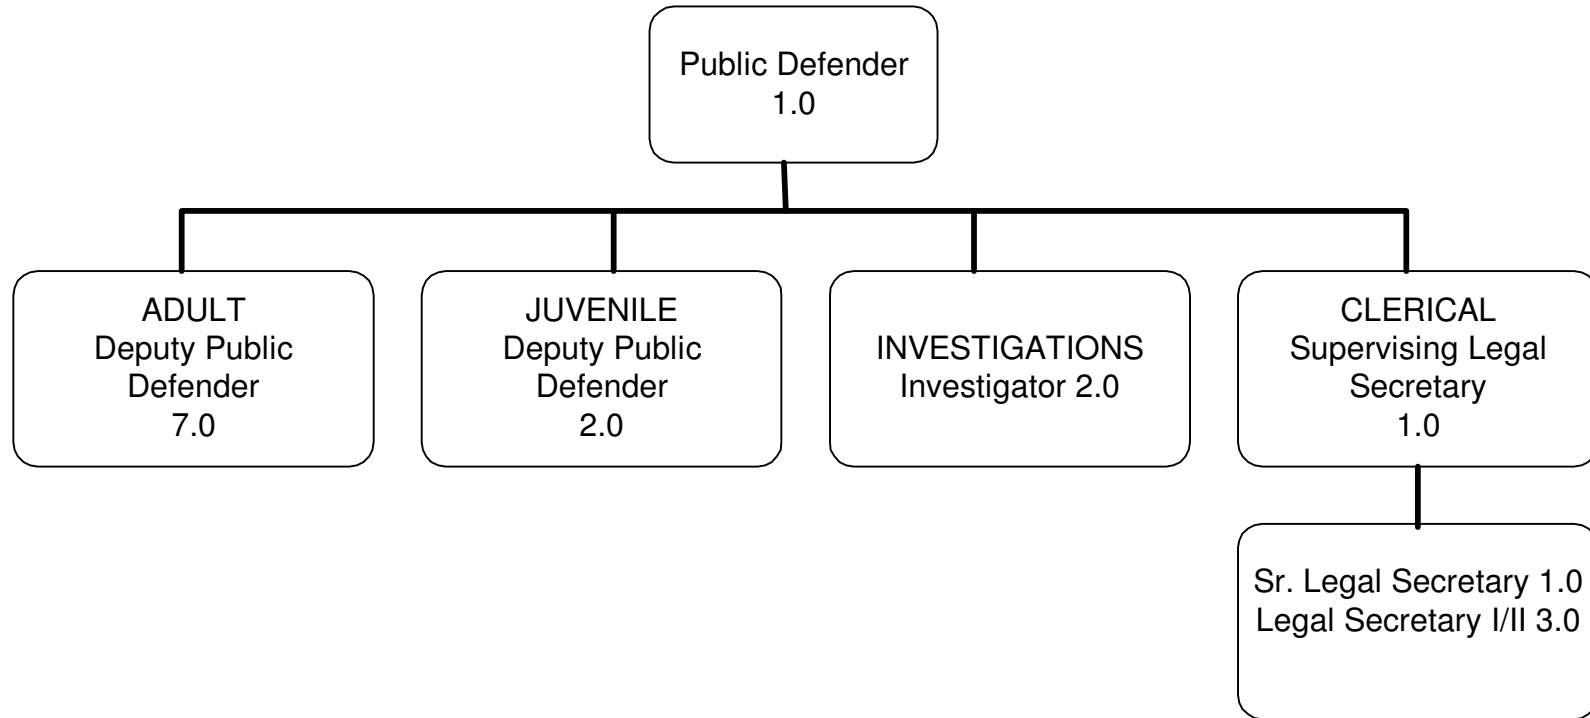 Public Defender
1.0
ADULT
Deputy Public
Defender
7.0
JUVENILE
Deputy Public
Defender
2.0
INVESTIGATIONS
Investigator 2.0
CLERICAL
Supervising Legal
Secretary
1.0
Sr. Legal Secretary 1.0
Legal Secretary I/II 3.0